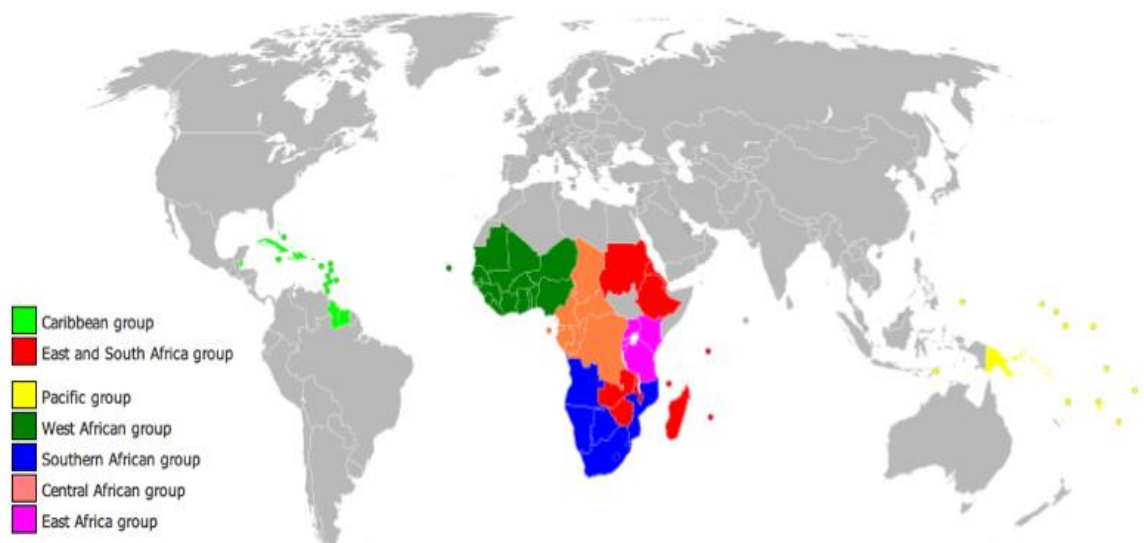 Caribbean group
East and South Africa group
Pacific group
West African group
Southern African group
Central African group
East Africa group